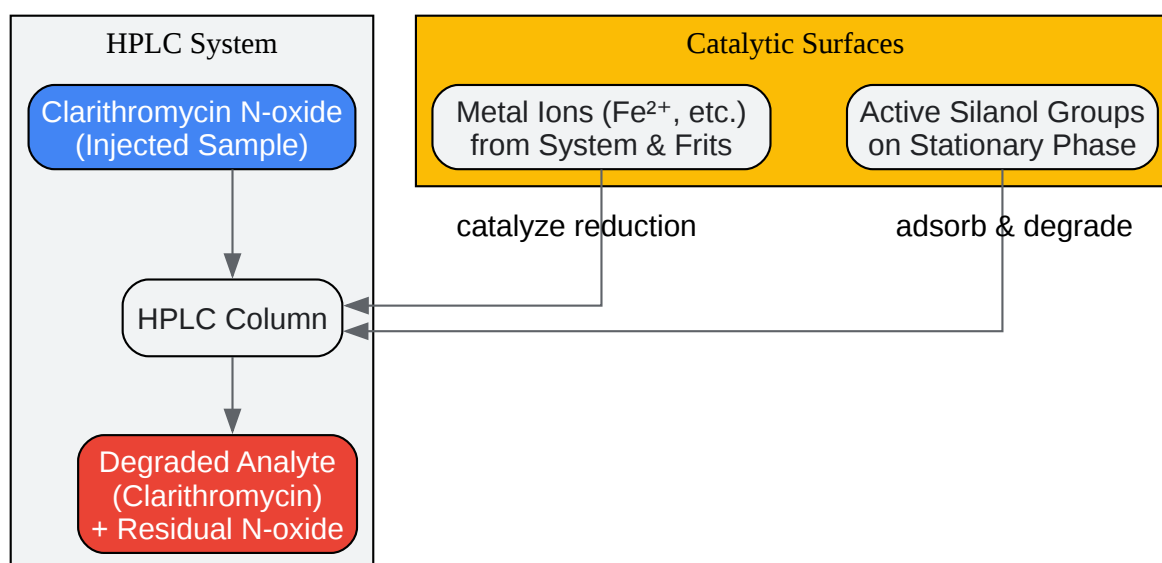 HPLC System
Clarithromycin N-oxide
(Injected Sample)
HPLC Column
Degraded Analyte
(Clarithromycin)
+ Residual N-oxide
Catalytic Surfaces
Metal Ions (Fe²⁺, etc.)
from System & Frits
Active Silanol Groups
on Stationary Phase
catalyze reduction
adsorb & degrade